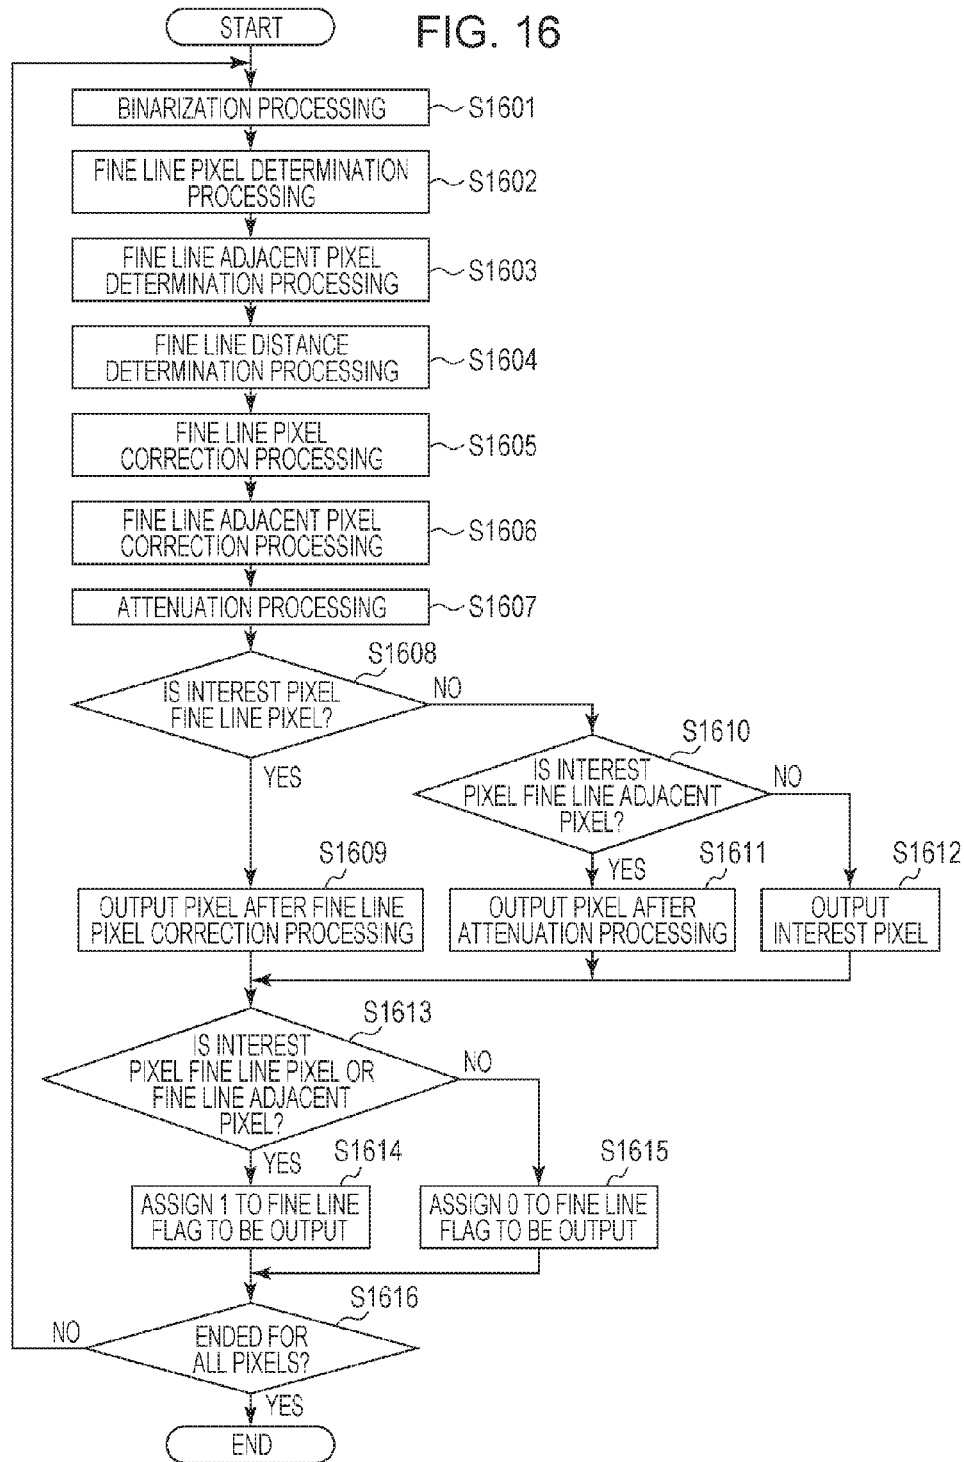 START
FIG. 16
BINARIZATION PROCESSING
S1601
FINE LINE PIXEL DETERMINATION
PROCESSING
S1602
FINE LINE ADJACENT PIXEL
DETERMINATION PROCESSING
S1603
FINE LINE DISTANCE
DETERMINATION PROCESSING
S1604
FINE LINE PIXEL
CORRECTION PROCESSING
S1605
FINE LINE ADJACENT PIXEL
CORRECTION PROCESSING
S1606
ATTENUATION PROCESSING
S1607
S1608
IS INTEREST PIXEL
FINE LINE PIXEL?
NO
YES
S1610
IS INTEREST
PIXEL FINE LINE ADJACENT
PIXEL?
NO
YES
S1609
OUTPUT PIXEL AFTER FINE LINE
PIXEL CORRECTION PROCESSING
S1611
OUTPUT PIXEL AFTER
ATTENUATION PROCESSING
S1612
OUTPUT
INTEREST PIXEL
S1613
IS INTEREST
PIXEL FINE LINE PIXEL OR
FINE LINE ADJACENT
PIXEL?
NO
YES
S1614
ASSIGN 1 TO FINE LINE
FLAG TO BE OUTPUT
S1615
ASSIGN 0 TO FINE LINE
FLAG TO BE OUTPUT
S1616
ENDED FOR
ALL PIXELS?
NO
YES
END